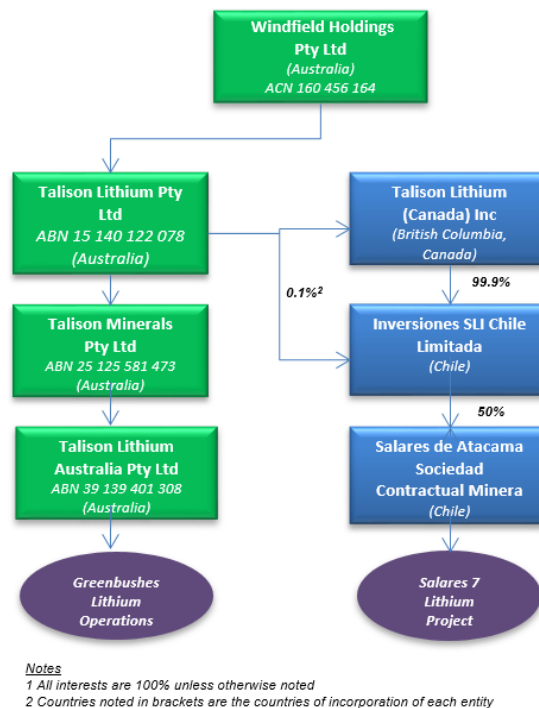 Windfield Holdings
Pty Ltd
(Australia)
ACN 160 456 164
Talison Lithium Pty
Ltd
ABN 15 140 122 078
(Australia)
Talison Lithium
(Canada) Inc
(British Columbia,
Canada)
0.1%²
99.9%
Talison Minerals
Pty Ltd
ABN 25 125 581 473
(Australia)
Inversiones SLI Chile
Limitada
(Chile)
50%
Talison Lithium
Australia Pty Ltd
ABN 39 139 401 308
(Australia)
Salares de Atacama
Sociedad
Contractual Minera
(Chile)
Greenbushes
Lithium
Operations
Salares 7
Lithium
Project
Notes
1 All interests are 100% unless otherwise noted
2 Countries noted in brackets are the countries of incorporation of each entity